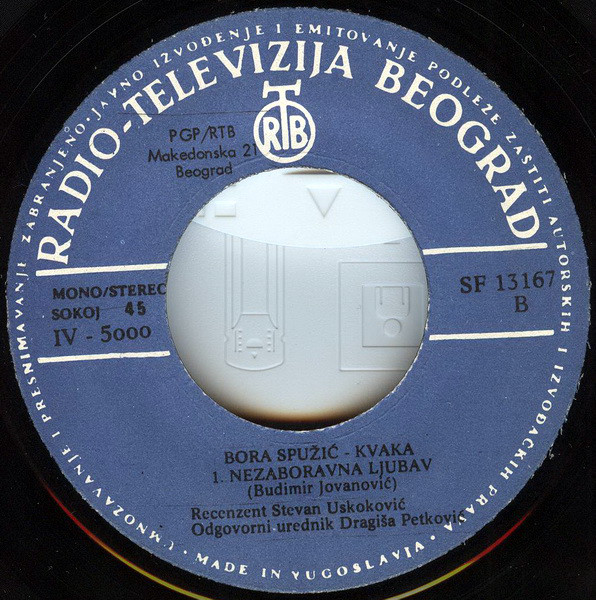 UMNOŽAVANJE I PRESNIMAVANJE ZABRANJENO · JAVNO IZVOĐENJE I EMITOVANJE PODLEŽE ZAŠTITI AUTORSKIH I IZVOĐAČKIH PRAVA ·
RADIO-TELEVIZIJA BEOGRAD
RTB
PGP/RTB
Makedonska 21
Beograd
MONO/STEREO
SOKOJ 45
IV - 5000
SF 13167
B
BORA SPUŽIĆ - KVAKA
1. NEZABORAVNA LJUBAV
(Budimir Jovanović)
Recenzent Stevan Uskoković
Odgovorni urednik Dragiša Petković
MADE IN YUGOSLAVIA